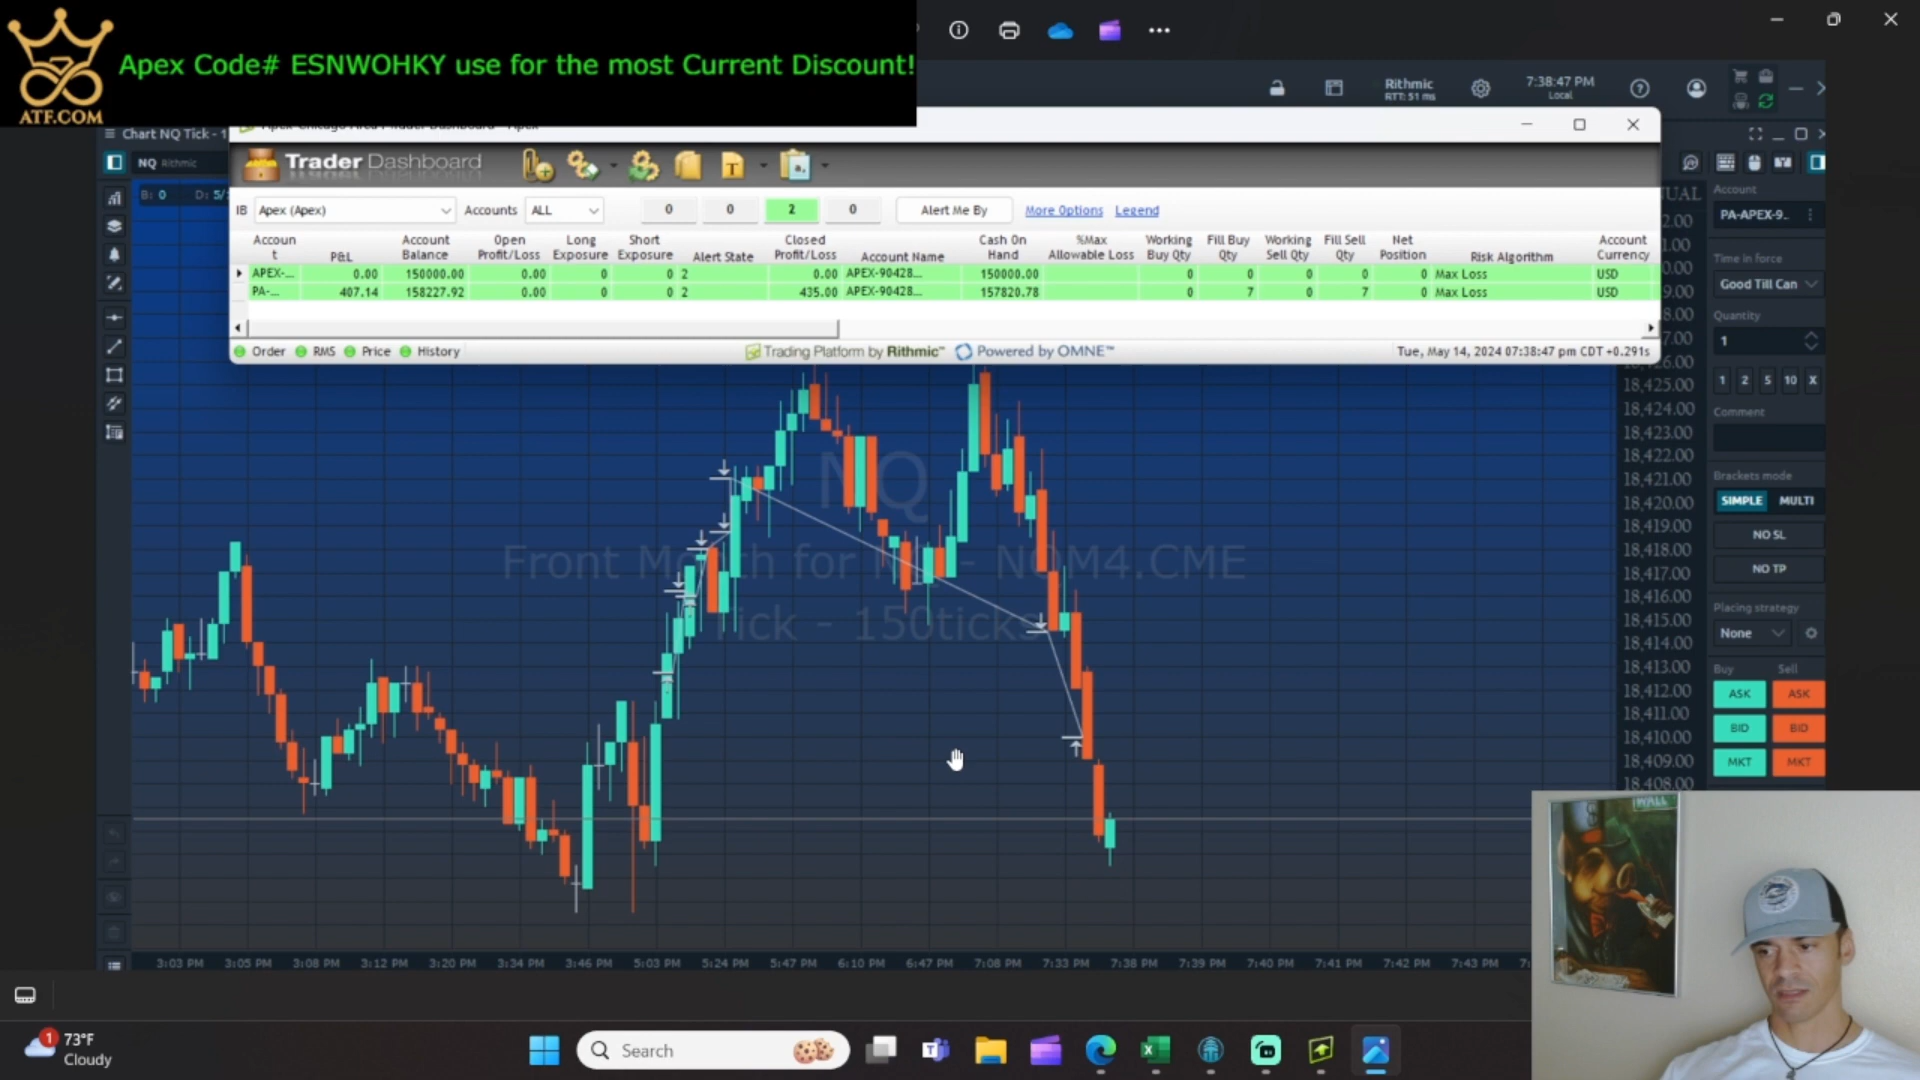 Apex Code# ESNWOHKY use for the most Current Discount!
ATF.COM
Rithmic
RTT: 51 ms
7:38:47 PM
Local
Chart NQ Tick - 1
NQ Rithmic
B: 0 D: 5/
Trader Dashboard
IB Apex (Apex) Accounts ALL 0 0 2 0 Alert Me By More Options Legend
Account P&L Account Balance Open Profit/Loss Long Exposure Short Exposure Alert State Closed Profit/Loss Account Name Cash On Hand %Max Allowable Loss Working Buy Qty Fill Buy Qty Working Sell Qty Fill Sell Qty Net Position Risk Algorithm Account Currency
APEX-... 0.00 150000.00 0.00 0 0 2 0.00 APEX-90428... 150000.00 0 0 0 0 0 Max Loss USD
PA-... 407.14 158227.92 0.00 0 0 2 435.00 APEX-90428... 157820.78 0 7 0 7 0 Max Loss USD
Order RMS Price History
Trading Platform by Rithmic™ Powered by OMNE™
Tue, May 14, 2024 07:38:47 pm CDT +0.291s
NQ
Front Month for NQ - NQM4.CME
Tick - 150ticks
18,425.00
18,424.00
18,423.00
18,422.00
18,421.00
18,420.00
18,419.00
18,418.00
18,417.00
18,416.00
18,415.00
18,414.00
18,413.00
18,412.00
18,411.00
18,410.00
18,409.00
18,408.00
Account
PA-APEX-9..
Time in force
Good Till Can
Quantity
1
1 2 5 10 X
Comment
Brackets mode
SIMPLE MULTI
NO SL
NO TP
Placing strategy
None
Buy Sell
ASK ASK
BID BID
MKT MKT
3:03 PM 3:05 PM 3:08 PM 3:12 PM 3:20 PM 3:34 PM 3:46 PM 5:03 PM 5:24 PM 5:47 PM 6:10 PM 6:47 PM 7:08 PM 7:33 PM 7:38 PM 7:39 PM 7:40 PM 7:41 PM 7:42 PM 7:43 PM
WALL
1
73°F
Cloudy
Search